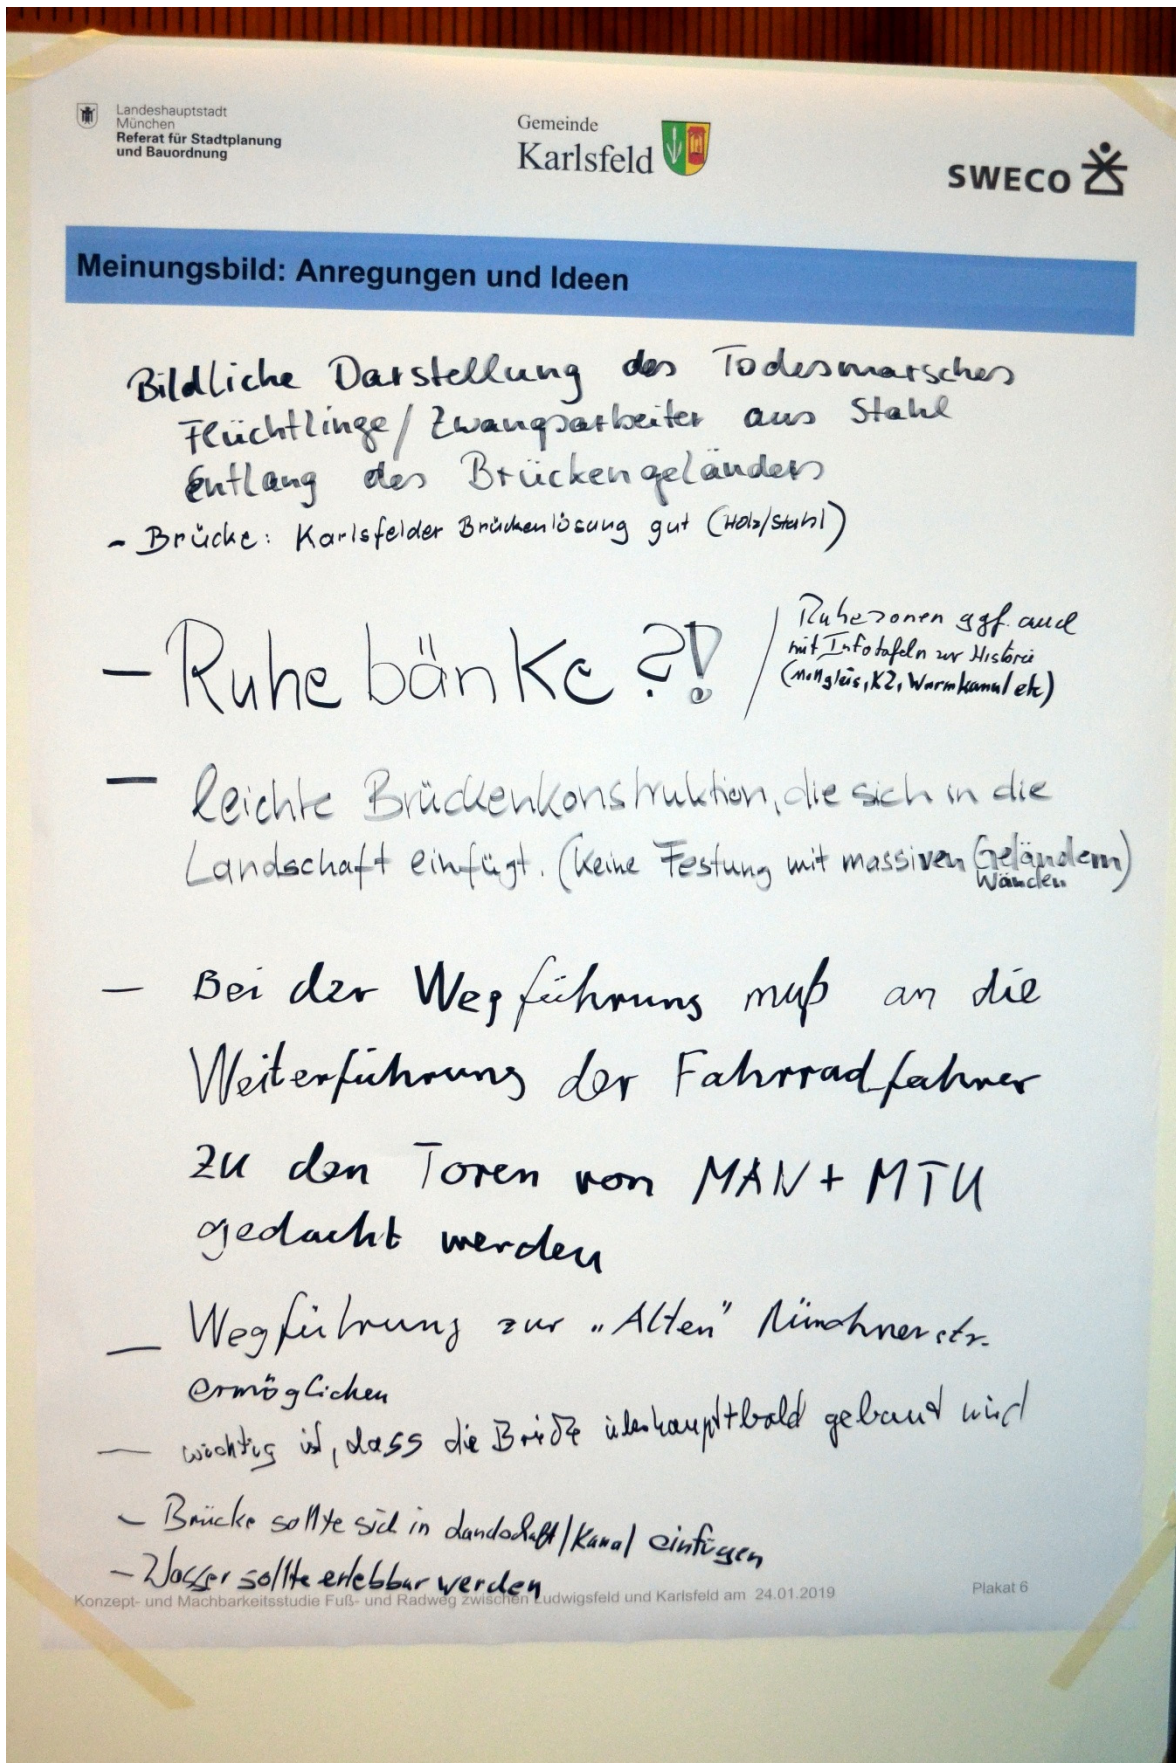 Landeshauptstadt
München
Referat für Stadtplanung
und Bauordnung
Gemeinde
Karlsfeld
SWECO
Meinungsbild: Anregungen und Ideen
Bildliche Darstellung des Todesmarsches
Flüchtlinge/Zwangsarbeiter aus Stahl
Entlang des Brückengeländers
- Brücke: Karlsfelder Brückenlösung gut (Holz/Stahl)
- Ruhebänke?!
/ Ruhezonen ggf. auch
mit Infotafeln zur Historie
KZ, Warmkanal etc)
- leichte Brückenkonstruktion, die sich in die
Landschaft einfügt. (Keine Festung mit massiven Geländern)
Wänden
- Bei der Wegführung muß an die
Weiterführung der Fahrradfahrer
zu den Toren von MAN + MTU
gedacht werden
- Wegführung zur "Alten" Münchner str.
ermöglichen
- wichtig ist, dass die Brücke überhaupt bald gebaut wird
- Brücke sollte sich in Landschaft/Kanal einfügen
- Wasser sollte erlebbar werden
Konzept- und Machbarkeitsstudie Fuß- und Radweg zwischen Ludwigsfeld und Karlsfeld am 24.01.2019
Plakat 6